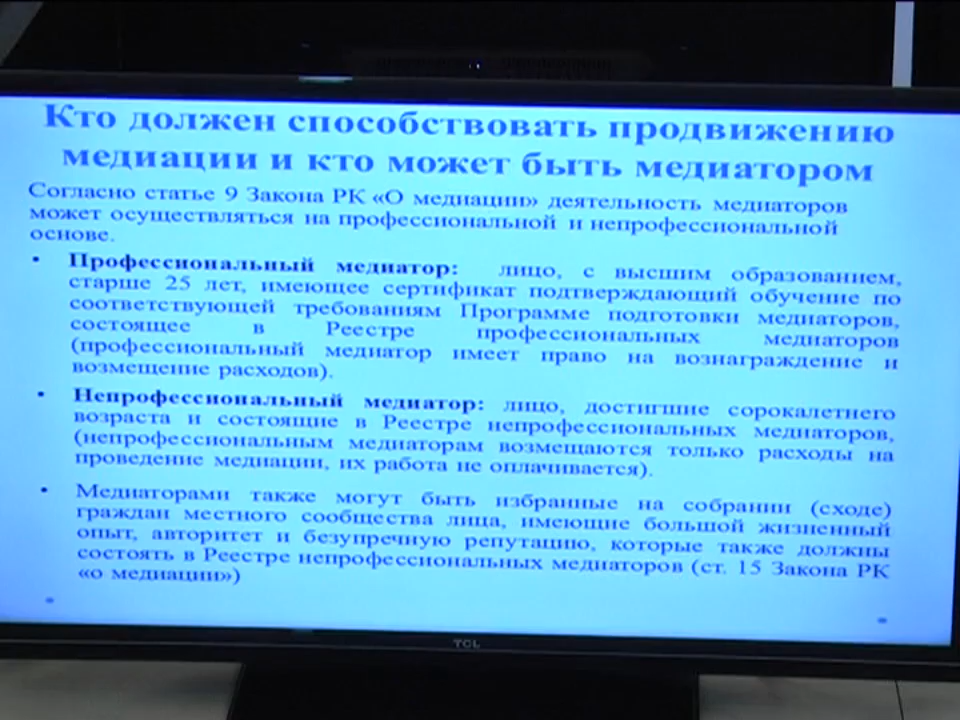 Кто должен способствовать продвижению
медиации и кто может быть медиатором
Согласно статье 9 Закона РК «О медиации» деятельность медиаторов
может осуществляться на профессиональной и непрофессиональной
основе.
• Профессиональный медиатор: лицо, с высшим образованием,
старше 25 лет, имеющее сертификат подтверждающий обучение по
соответствующей требованиям Программе подготовки медиаторов,
состоящее в Реестре профессиональных медиаторов
(профессиональный медиатор имеет право на вознаграждение и
возмещение расходов).
• Непрофессиональный медиатор: лицо, достигшие сорокалетнего
возраста и состоящие в Реестре непрофессиональных медиаторов,
(непрофессиональным медиаторам возмещаются только расходы на
проведение медиации, их работа не оплачивается).
• Медиаторами также могут быть избранные на собрании (сходе)
граждан местного сообщества лица, имеющие большой жизненный
опыт, авторитет и безупречную репутацию, которые также должны
состоять в Реестре непрофессиональных медиаторов (ст. 15 Закона РК
«о медиации»)
TCL